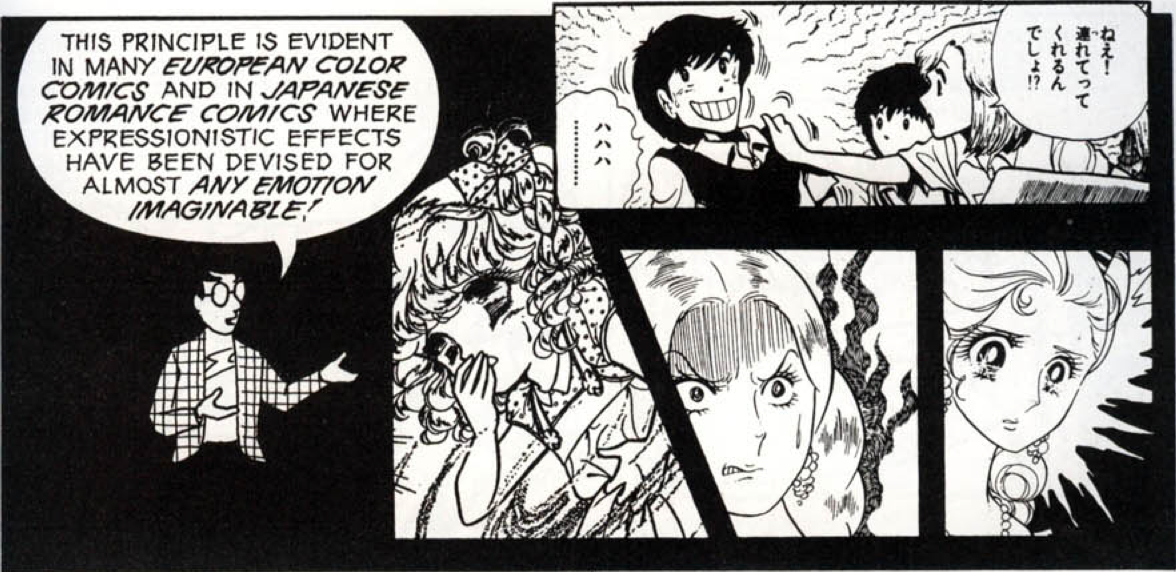 THIS PRINCIPLE IS EVIDENT
IN MANY EUROPEAN COLOR
COMICS AND IN JAPANESE
ROMANCE COMICS WHERE
EXPRESSIONISTIC EFFECTS
HAVE BEEN DEVISED FOR
ALMOST ANY EMOTION
IMAGINABLE!
ねえ!
連れてって
くれるん
でしょ!?
ハハハ
…………